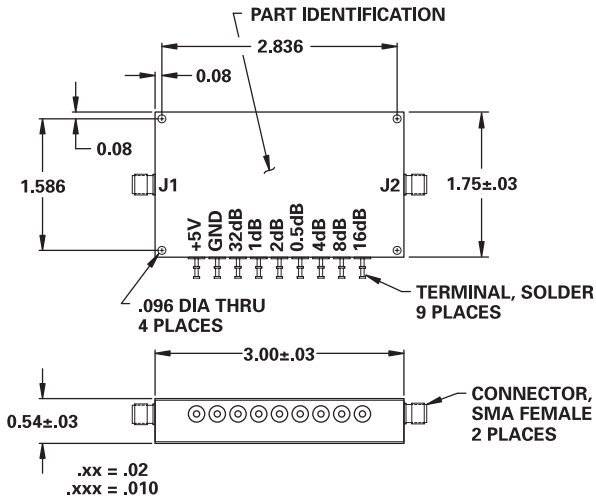 PART IDENTIFICATION
2.836
0.08
0.08
1.586
J1
J2
1.75±.03
+5V
GND
32dB
1dB
2dB
0.5dB
4dB
8dB
16dB
.096 DIA THRU
4 PLACES
TERMINAL, SOLDER
9 PLACES
3.00±.03
0.54±.03
CONNECTOR,
SMA FEMALE
2 PLACES
.xx = .02
.xxx = .010